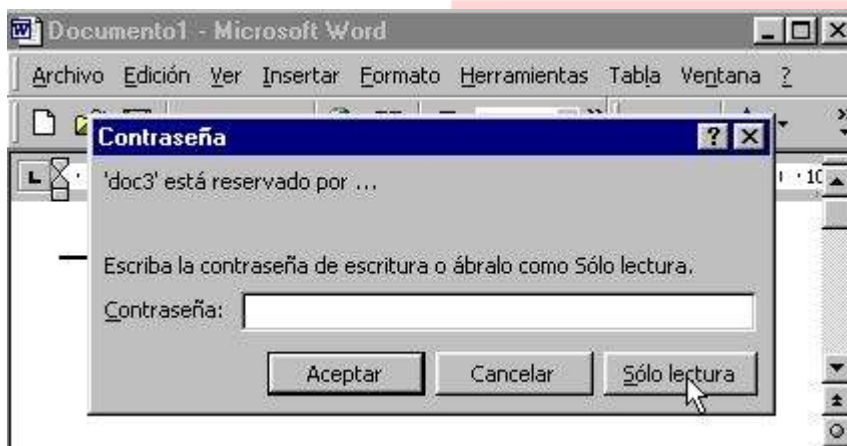 Documento1 - Microsoft Word
Archivo Edición Ver Insertar Formato Herramientas Tabla Ventana ?
Contraseña
'doc3' está reservado por ...
Escriba la contraseña de escritura o ábralo como Sólo lectura.
Contraseña:
Aceptar Cancelar Sólo lectura